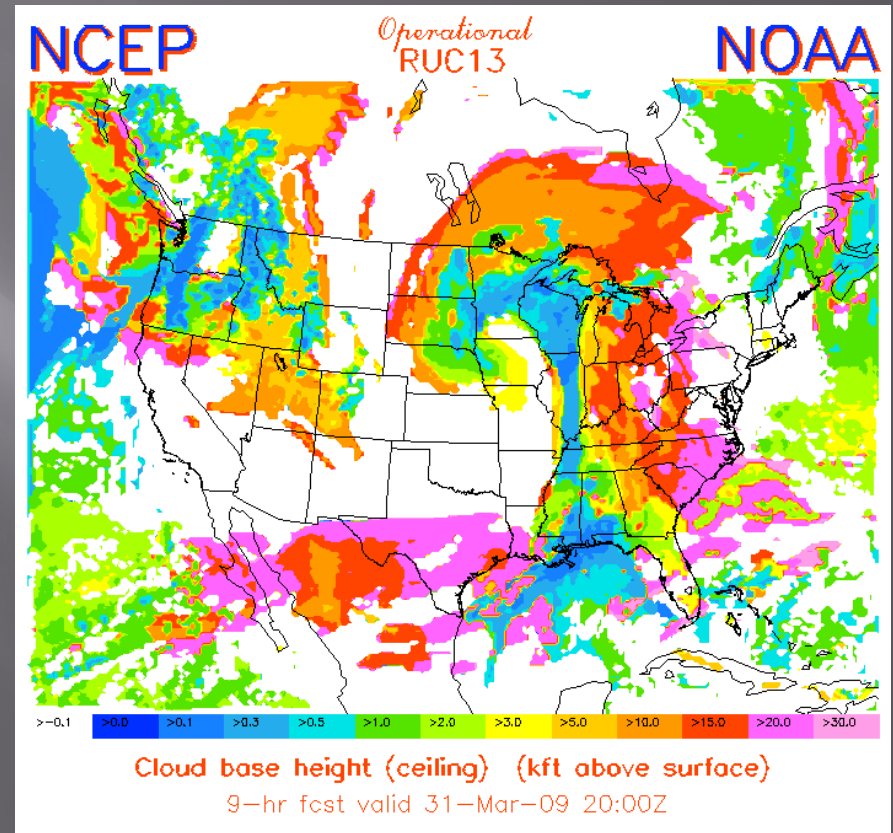 NCEP Operational NOAA
RUC13
>-0.1 >0.0 >0.1 >0.3 >0.5 >1.0 >2.0 >3.0 >5.0 >10.0 >15.0 >20.0 >30.0
Cloud base height (ceiling) (kft above surface)
9-hr fcst valid 31-Mar-09 20:00Z